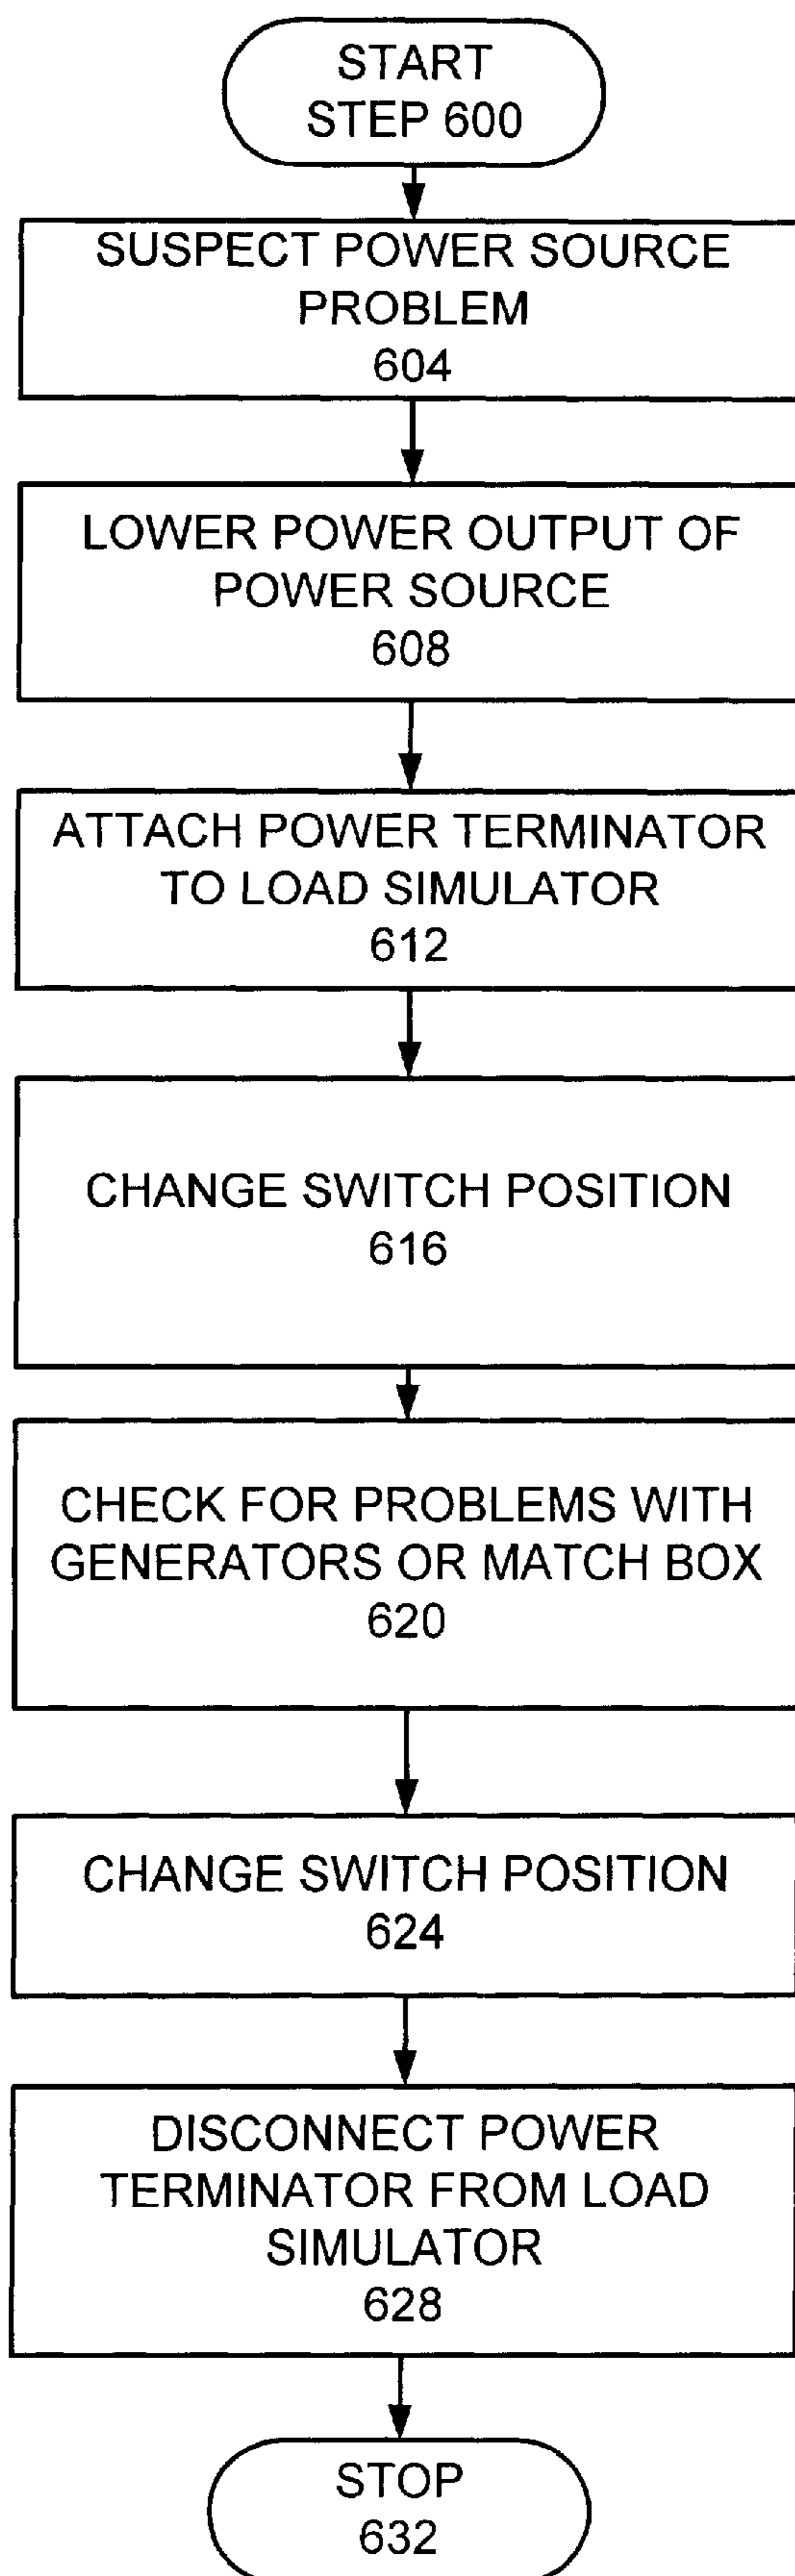 START
STEP 600
SUSPECT POWER SOURCE
PROBLEM
604
LOWER POWER OUTPUT OF
POWER SOURCE
608
ATTACH POWER TERMINATOR
TO LOAD SIMULATOR
612
CHANGE SWITCH POSITION
616
CHECK FOR PROBLEMS WITH
GENERATORS OR MATCH BOX
620
CHANGE SWITCH POSITION
624
DISCONNECT POWER
TERMINATOR FROM LOAD
SIMULATOR
628
STOP
632